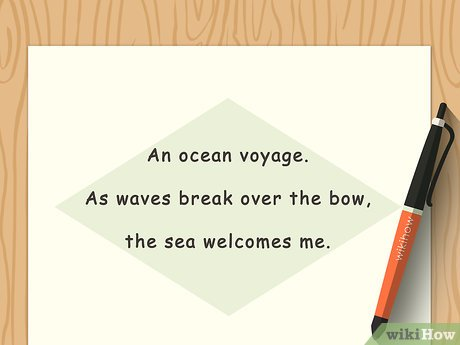 An ocean voyage.
As waves break over the bow,
the sea welcomes me.
wikihow
wikiHow